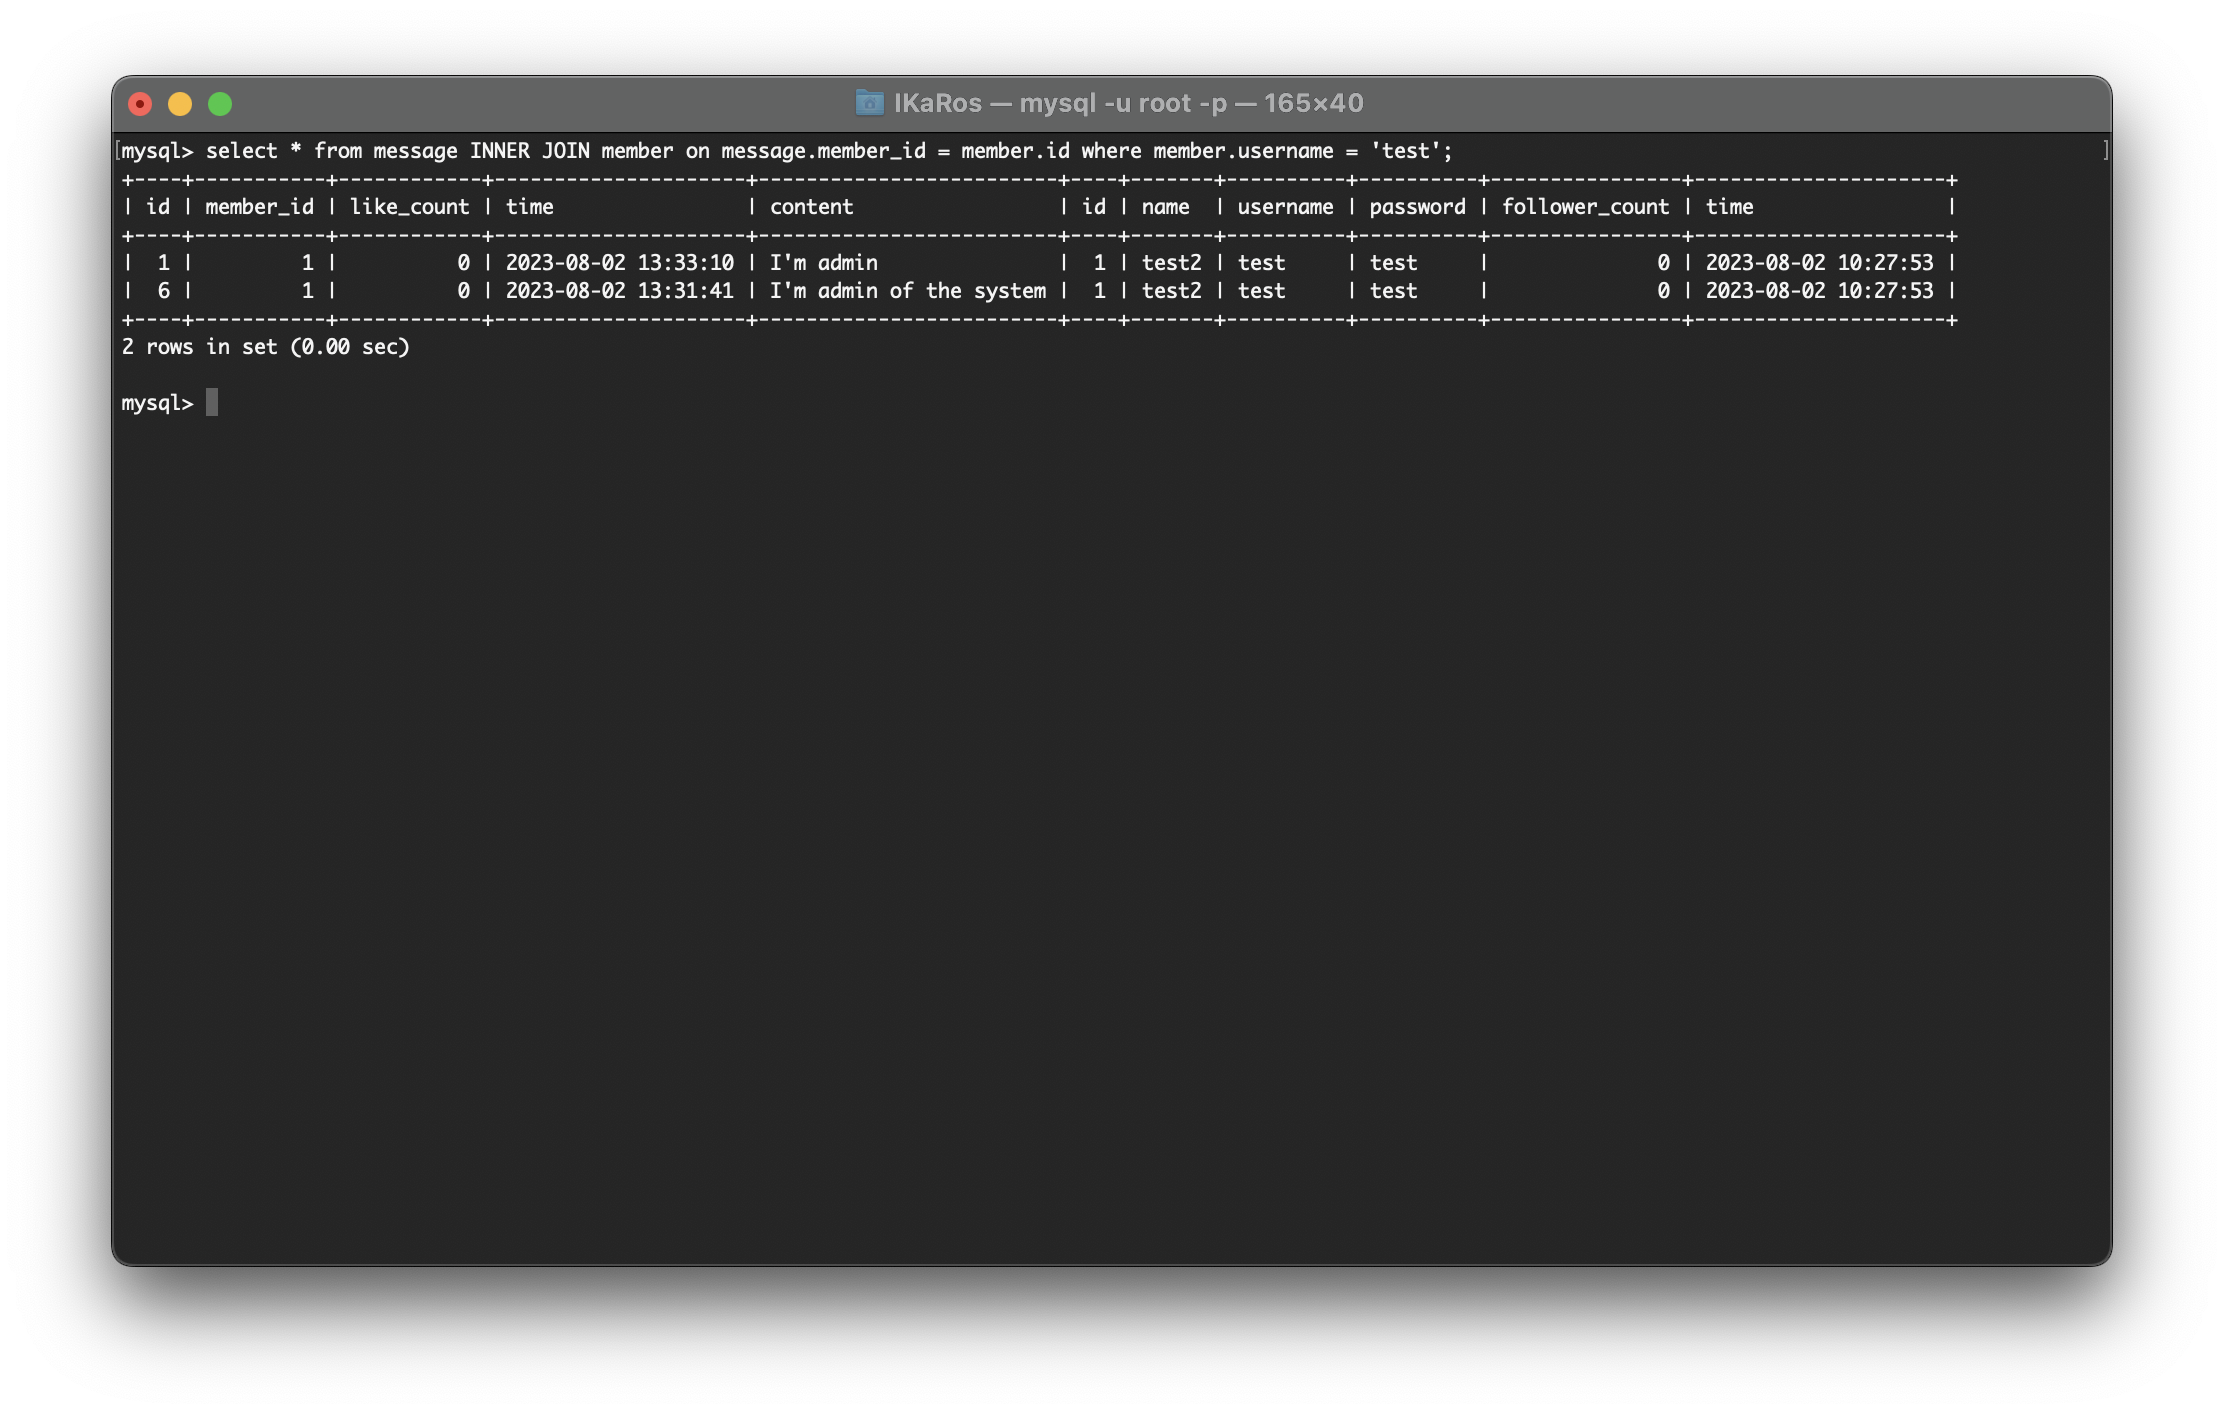 IKaRos — mysql -u root -p — 165×40
[mysql> select * from message INNER JOIN member on message.member_id = member.id where member.username = 'test'; ]
+----+-----------+------------+---------------------+-------------------------+----+-------+----------+----------+----------------+---------------------+
| id | member_id | like_count | time                | content                 | id | name  | username | password | follower_count | time                |
+----+-----------+------------+---------------------+-------------------------+----+-------+----------+----------+----------------+---------------------+
|  1 |         1 |          0 | 2023-08-02 13:33:10 | I'm admin               |  1 | test2 | test     | test     |              0 | 2023-08-02 10:27:53 |
|  6 |         1 |          0 | 2023-08-02 13:31:41 | I'm admin of the system |  1 | test2 | test     | test     |              0 | 2023-08-02 10:27:53 |
+----+-----------+------------+---------------------+-------------------------+----+-------+----------+----------+----------------+---------------------+
2 rows in set (0.00 sec)
mysql>